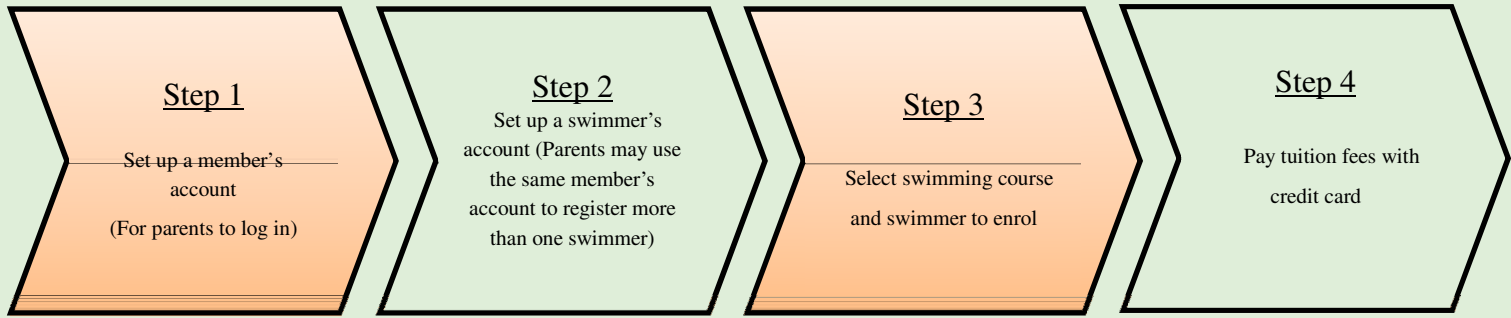 Step 1
Set up a member’s
account
(For parents to log in)
Step 2
Set up a swimmer’s
account (Parents may use
the same member’s
account to register more
than one swimmer)
Step 3
Select swimming course
and swimmer to enrol
Step 4
Pay tuition fees with
credit card